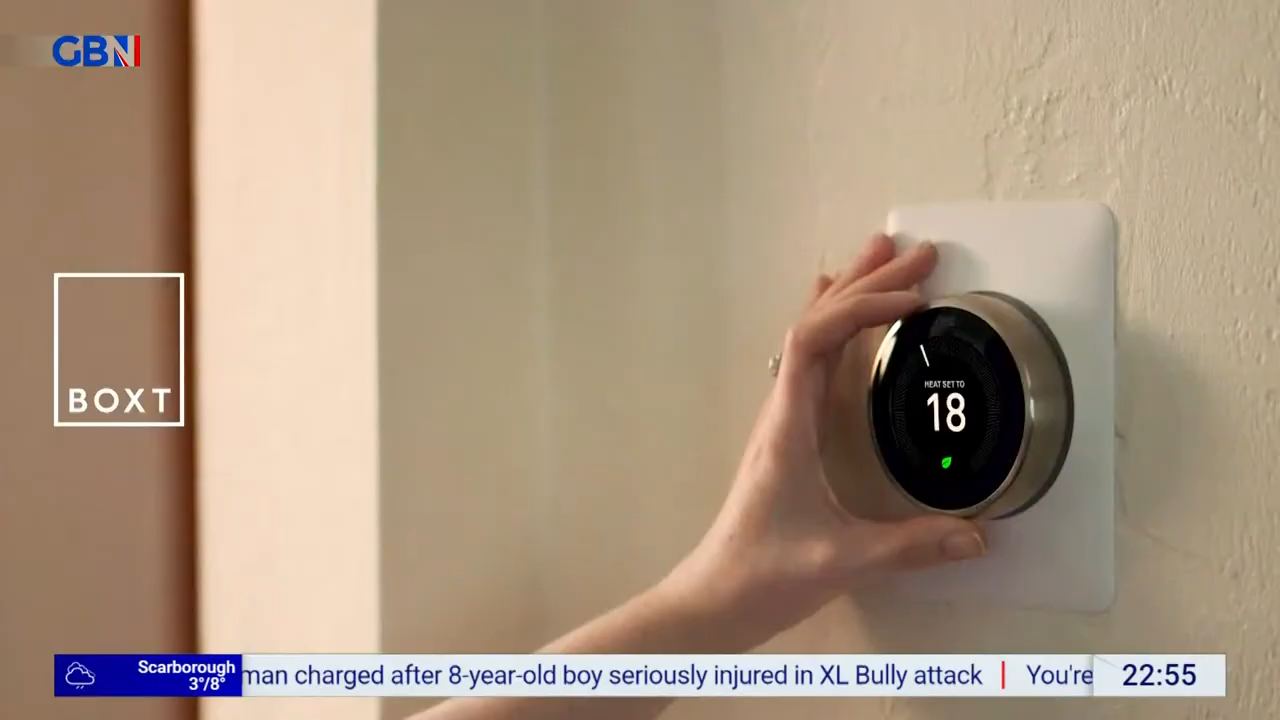 GBN
BOXT
HEAT SET TO
18
Scarborough
3°/8°
man charged after 8-year-old boy seriously injured in XL Bully attack
You're
22:55